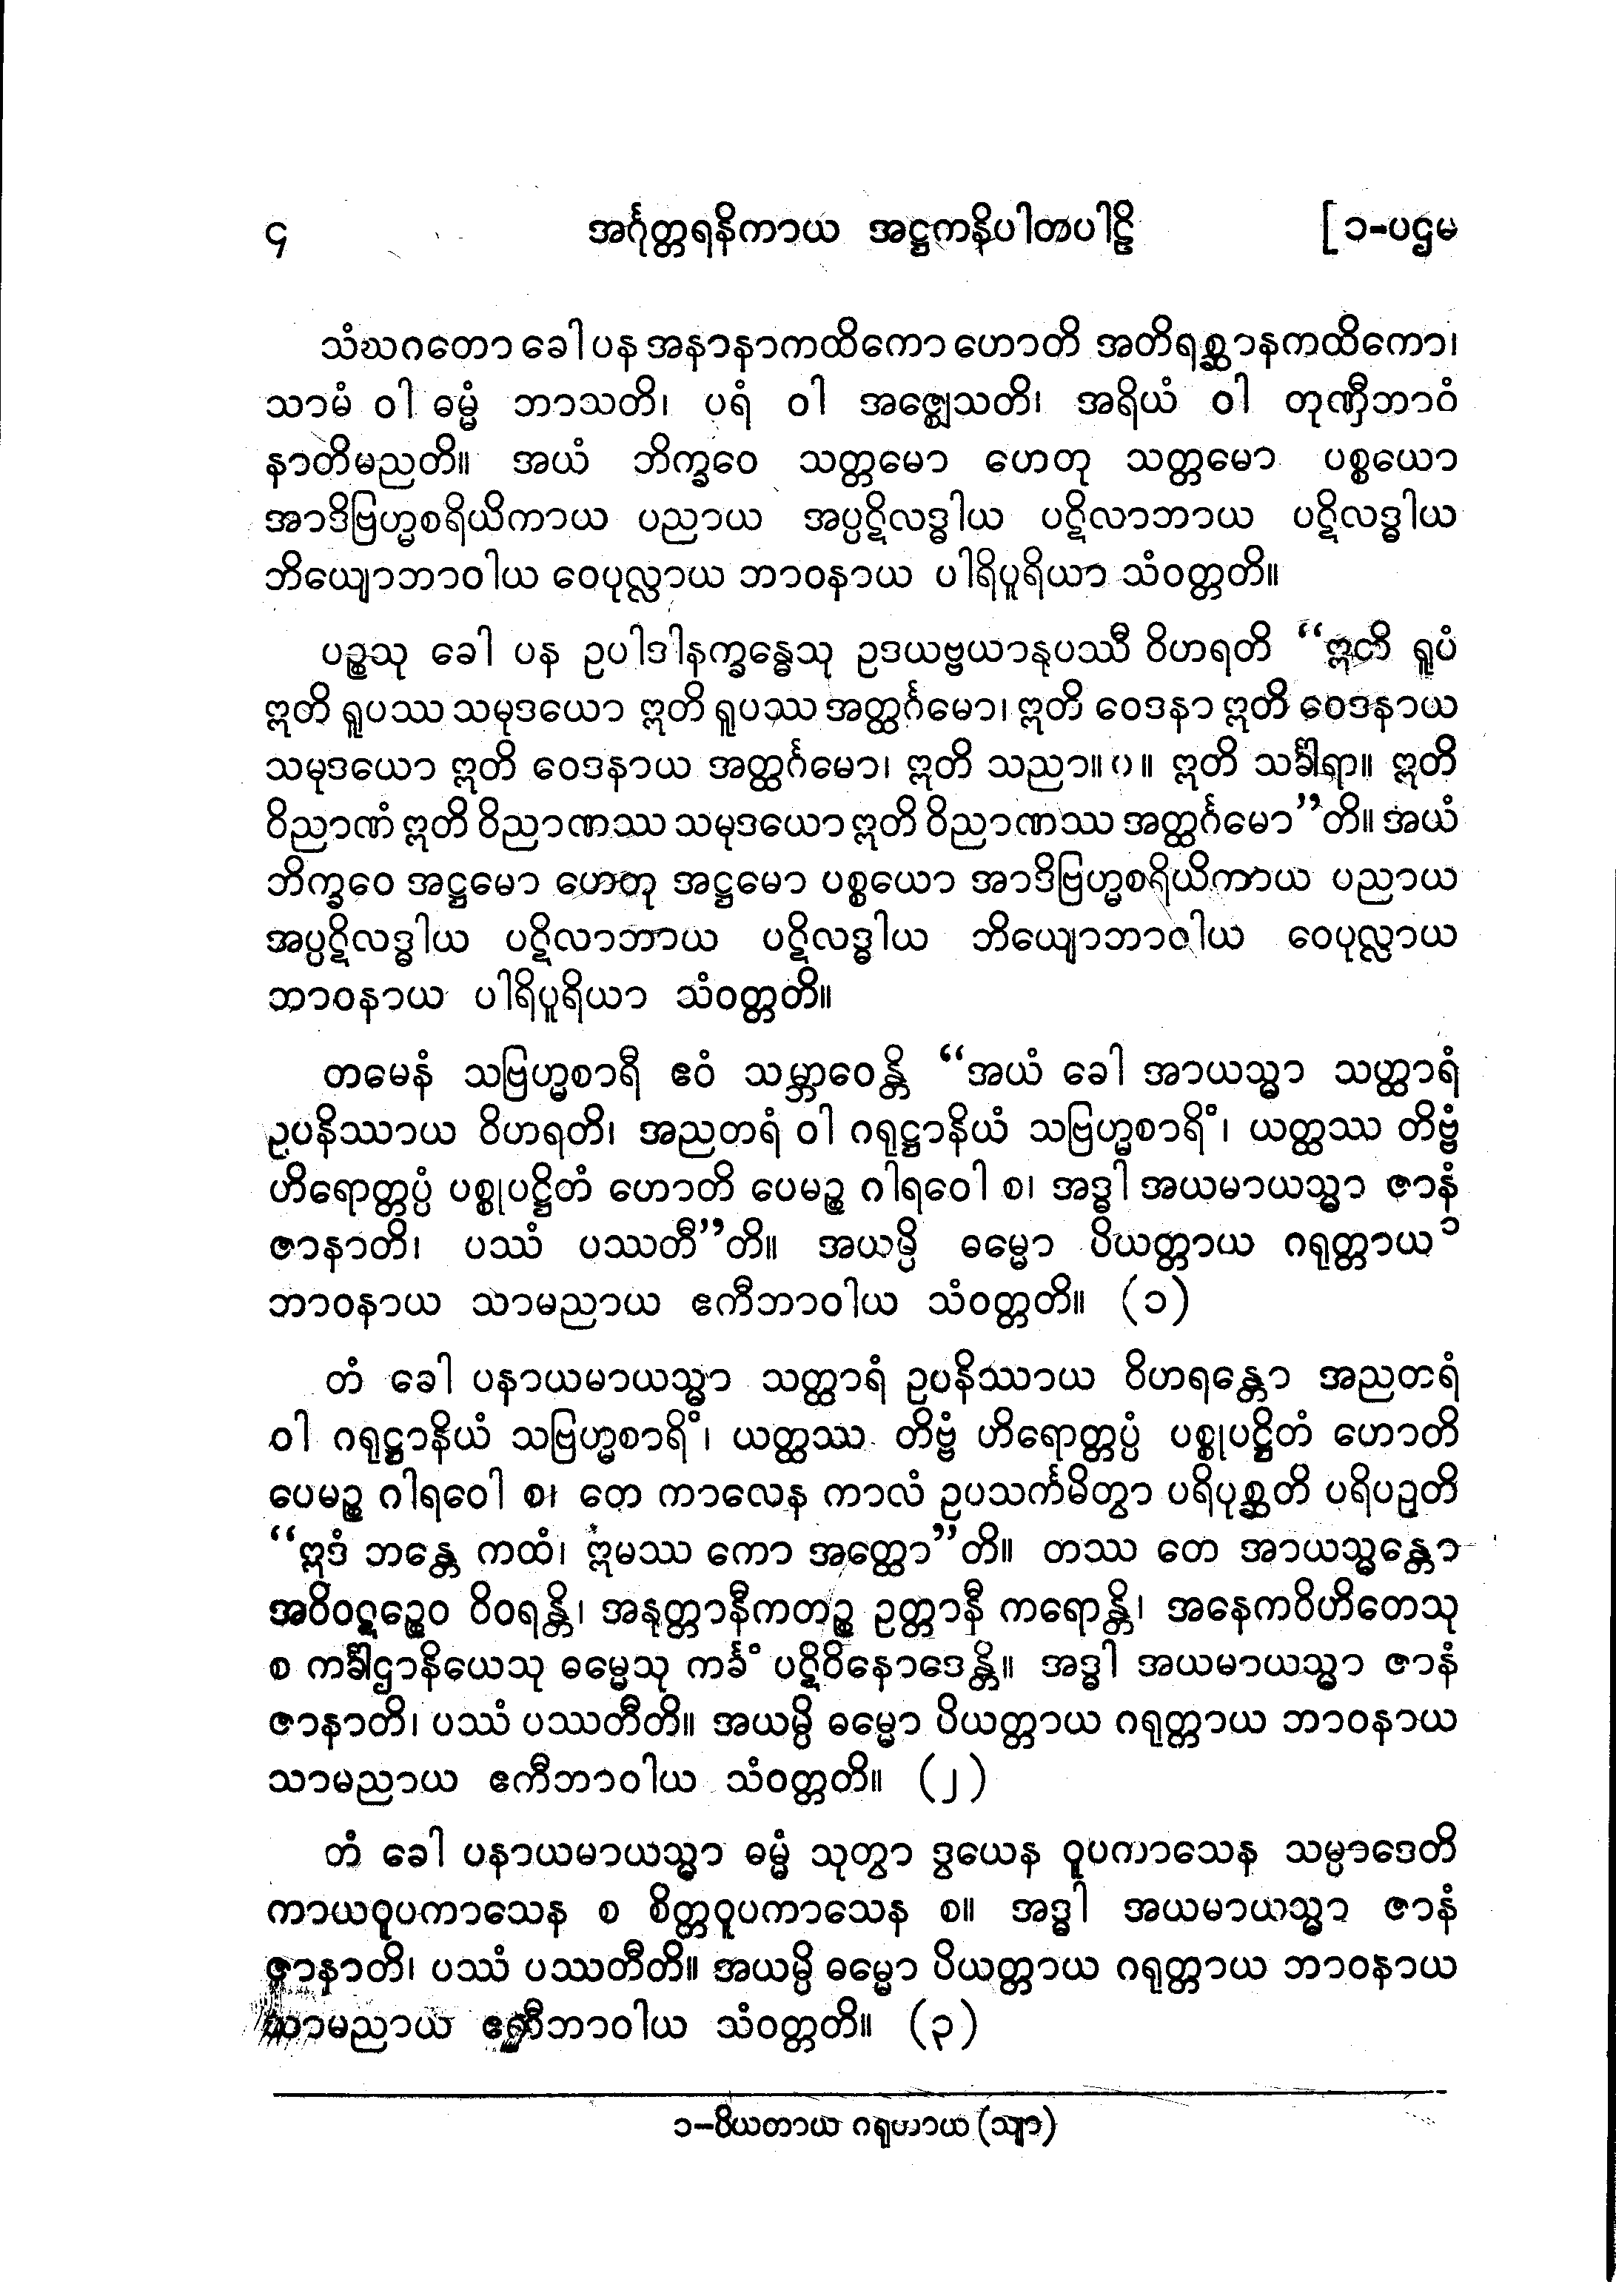 ၄ အင်္ဂုတ္တရနိကာယ အဋ္ဌကနိပါတပါဠိ [ ၁-ပဌမ
သံဃဂတော ခေါ ပန အနာနာကထိကော ဟောတိ အတိရစ္ဆာနကထိကော၊
သာမံ ဝါ ဓမ္မံ ဘာသတိ၊ ပရံ ဝါ အဇ္ဈေသတိ၊ အရိယံ ဝါ တုဏှီဘာဝံ
နာတိမညတိ။ အယံ ဘိက္ခဝေ သတ္တမော ဟေတု သတ္တမော ပစ္စယော
အာဒိဗြဟ္မစရိယိကာယ ပညာယ အပ္ပဋိလဒ္ဓါယ ပဋိလာဘာယ ပဋိလဒ္ဓါယ
ဘိယျောဘာဝါယ ဝေပုလ္လာယ ဘာဝနာယ ပါရိပူရိယာ သံဝတ္တတိ။
ပဉ္စသု ခေါ ပန ဥပါဒါနက္ခန္ဓေသု ဥဒယဗ္ဗယာနုပဿီ ဝိဟရတိ “ဣတိ ရူပံ
ဣတိ ရူပဿ သမုဒယော ဣတိ ရူပဿ အတ္ထင်္ဂမော၊ ဣတိ ဝေဒနာ ဣတိ ဝေဒနာယ
သမုဒယော ဣတိ ဝေဒနာယ အတ္ထင်္ဂမော၊ ဣတိ သညာ။ ပ ။ ဣတိ သင်္ခါရာ။ ဣတိ
ဝိညာဏံ ဣတိ ဝိညာဏဿ သမုဒယော ဣတိ ဝိညာဏဿ အတ္ထင်္ဂမော”တိ။ အယံ
ဘိက္ခဝေ အဋ္ဌမော ဟေတု အဋ္ဌမော ပစ္စယော အာဒိဗြဟ္မစရိယိကာယ ပညာယ
အပ္ပဋိလဒ္ဓါယ ပဋိလာဘာယ ပဋိလဒ္ဓါယ ဘိယျောဘာဝါယ ဝေပုလ္လာယ
ဘာဝနာယ ပါရိပူရိယာ သံဝတ္တတိ။
တမေနံ သဗြဟ္မစာရီ ဧဝံ သမ္ဘာဝေန္တိ “အယံ ခေါ အာယသ္မာ သတ္ထာရံ
ဥပနိဿာယ ဝိဟရတိ၊ အညတရံ ဝါ ဂရုဋ္ဌာနိယံ သဗြဟ္မစာရိံ၊ ယတ္ထဿ တိဗ္ဗံ
ဟိရောတ္တပ္ပံ ပစ္စုပဋ္ဌိတံ ဟောတိ ပေမဉ္စ ဂါရဝေါ စ၊ အဒ္ဓါ အယမာယသ္မာ ဇာနံ
ဇာနာတိ၊ ပဿံ ပဿတီ”တိ။ အယမ္ပိ ဓမ္မော ပိယတ္တာယ ဂရုတ္တာယ ၁
ဘာဝနာယ သာမညာယ ဧကီဘာဝါယ သံဝတ္တတိ။ (၁)
တံ ခေါ ပနာယမာယသ္မာ သတ္ထာရံ ဥပနိဿာယ ဝိဟရန္တော အညတရံ
ဝါ ဂရုဋ္ဌာနိယံ သဗြဟ္မစာရိံ၊ ယတ္ထဿ တိဗ္ဗံ ဟိရောတ္တပ္ပံ ပစ္စုပဋ္ဌိတံ ဟောတိ
ပေမဉ္စ ဂါရဝေါ စ၊ တေ ကာလေန ကာလံ ဥပသင်္ကမိတွာ ပရိပုစ္ဆတိ ပရိပဉှတိ
“ဣဒံ ဘန္တေ ကထံ၊ ဣမဿ ကော အတ္ထော”တိ။ တဿ တေ အာယသ္မန္တော
အဝိဝဋဉ္စေဝ ဝိဝရန္တိ၊ အနုတ္တာနီကတဉ္စ ဥတ္တာနီ ကရောန္တိ၊ အနေကဝိဟိတေသု
စ ကင်္ခါဌာနိယေသု ဓမ္မေသု ကင်္ခံ ပဋိဝိနောဒေန္တိ။ အဒ္ဓါ အယမာယသ္မာ ဇာနံ
ဇာနာတိ၊ ပဿံ ပဿတီတိ။ အယမ္ပိ ဓမ္မော ပိယတ္တာယ ဂရုတ္တာယ ဘာဝနာယ
သာမညာယ ဧကီဘာဝါယ သံဝတ္တတိ။ (၂)
တံ ခေါ ပနာယမာယသ္မာ ဓမ္မံ သုတွာ ဒွယေန ဝူပကာသေန သမ္ပာဒေတိ
ကာယဝူပကာသေန စ စိတ္တဝူပကာသေန စ။ အဒ္ဓါ အယမာယသ္မာ ဇာနံ
ဇာနာတိ၊ ပဿံ ပဿတီတိ။ အယမ္ပိ ဓမ္မော ပိယတ္တာယ ဂရုတ္တာယ ဘာဝနာယ
သာမညာယ ဧကီဘာဝါယ သံဝတ္တတိ။ (၃)
၁-ပိယတာယ ဂရုတာယ (သျာ)